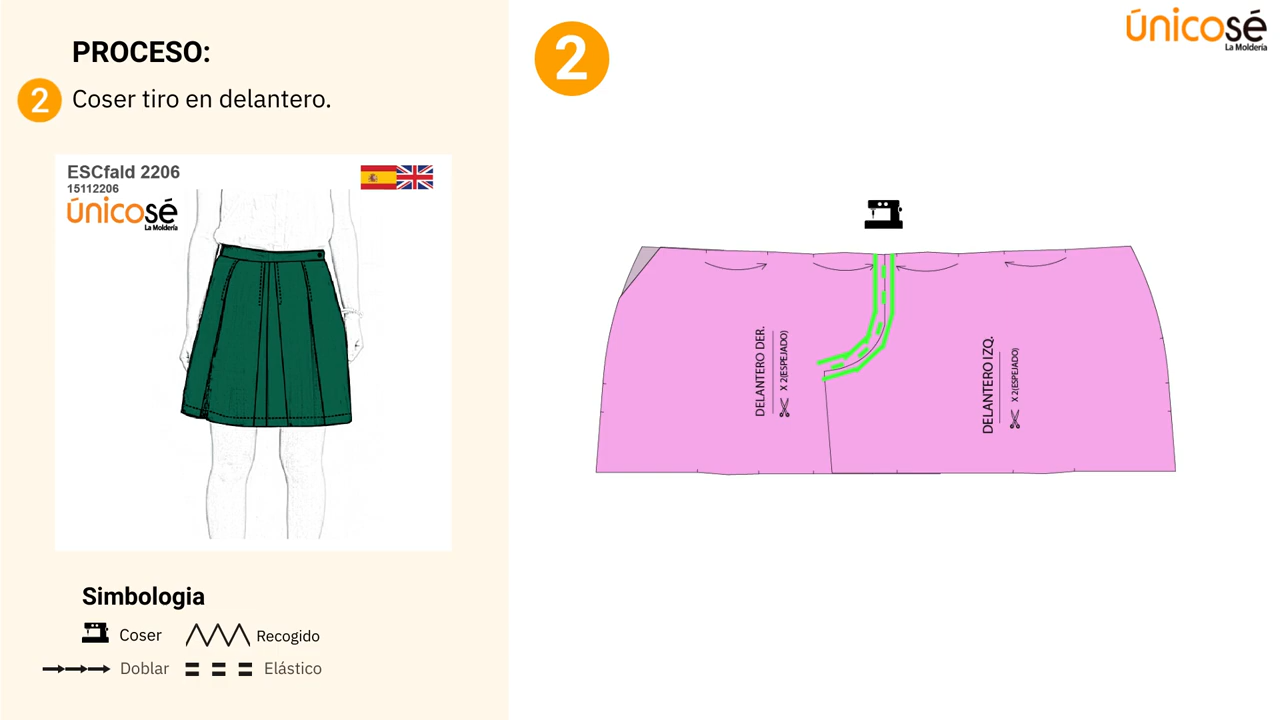 PROCESO:
2 Coser tiro en delantero.
ESCfald 2206
15112206
únicosé
La Moldería
Simbologia
Coser
Recogido
Doblar
Elástico
2
únicosé
La Moldería
DELANTERO DER.
X 2(ESPEJADO)
DELANTERO IZQ.
X 2(ESPEJADO)